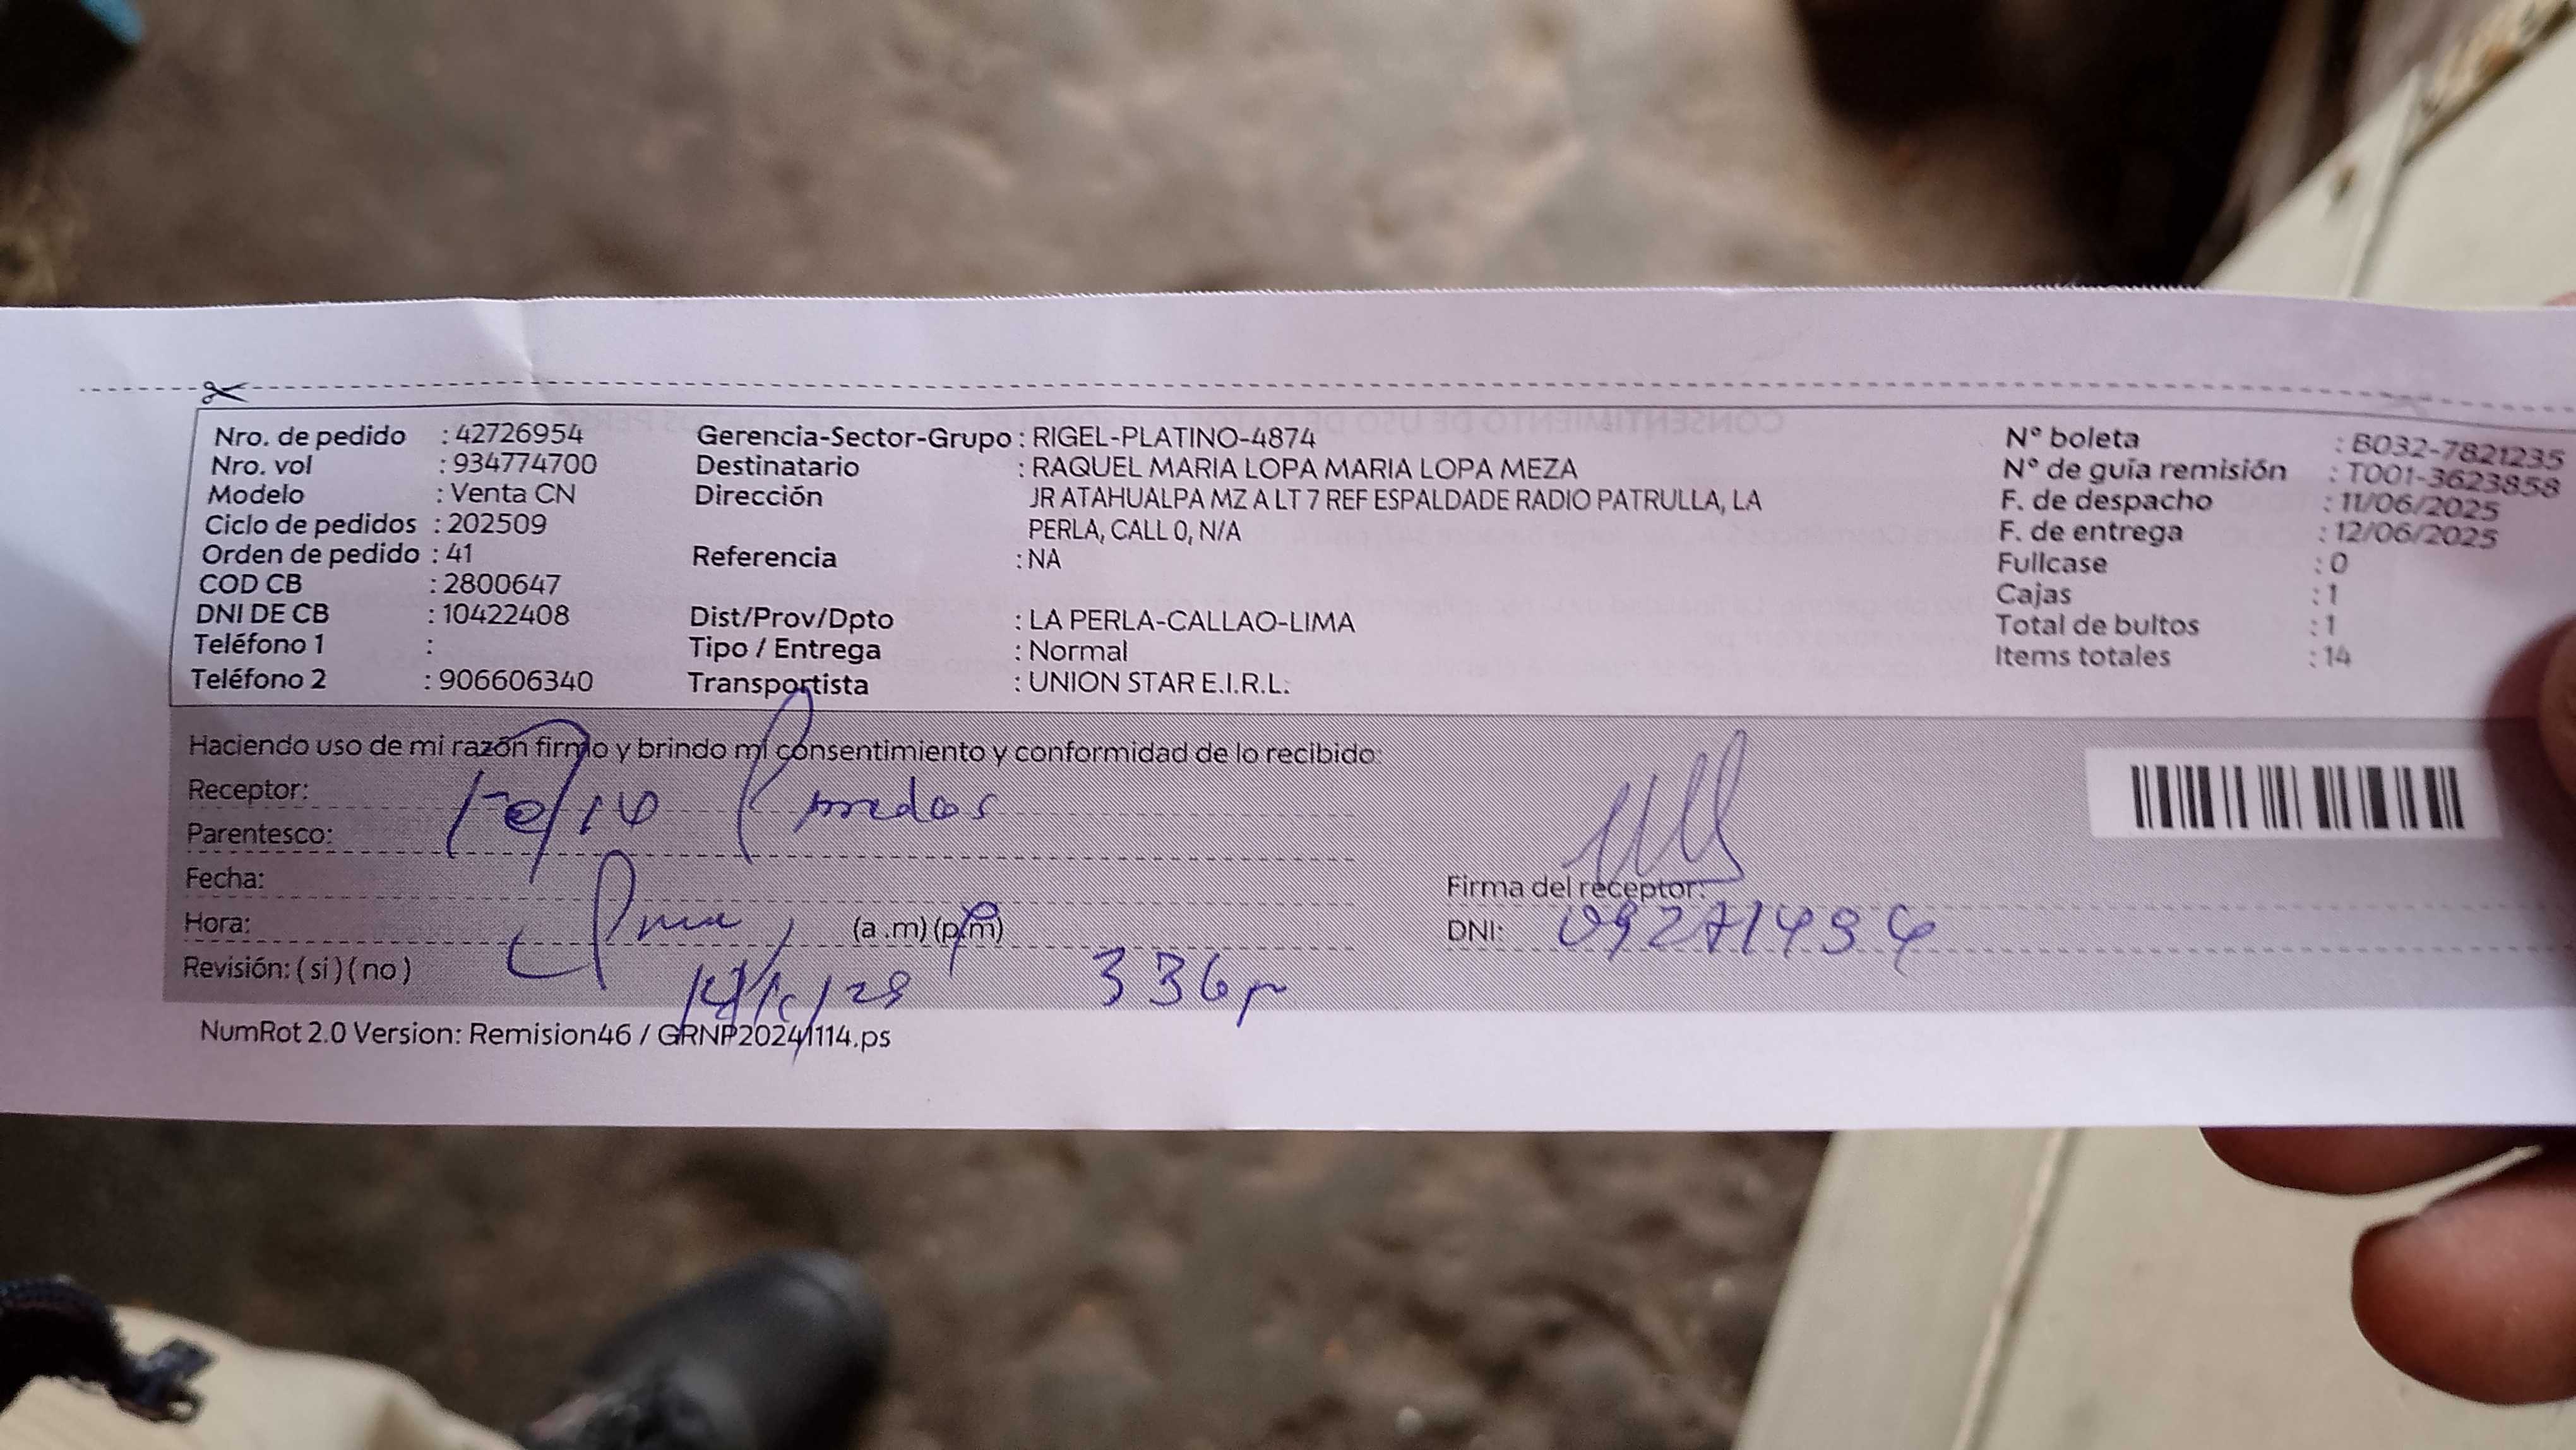 Nro. de pedido : 42726954
Nro. vol : 934774700
Modelo : Venta CN
Ciclo de pedidos : 202509
Orden de pedido : 41
COD CB : 2800647
DNI DE CB : 10422408
Teléfono 1 :
Teléfono 2 : 906606340
Gerencia-Sector-Grupo : RIGEL-PLATINO-4874
Destinatario : RAQUEL MARIA LOPA MARIA LOPA MEZA
Dirección JR ATAHUALPA MZ A LT 7 REF ESPALDADE RADIO PATRULLA, LA
PERLA, CALL 0, N/A
Referencia : NA
Dist/Prov/Dpto : LA PERLA-CALLAO-LIMA
Tipo / Entrega : Normal
Transportista : UNION STAR E.I.R.L.
N° boleta : B032-7821235
N° de guía remisión : T001-3623858
F. de despacho : 11/06/2025
F. de entrega : 12/06/2025
Fullcase : 0
Cajas : 1
Total de bultos : 1
Items totales : 14
Haciendo uso de mi razón firmo y brindo mi consentimiento y conformidad de lo recibido:
Receptor:
Parentesco:
Fecha:
Hora: (a .m) (p.m)
Revisión: (si) (no)
336p
Firma del receptor:
DNI:
NumRot 2.0 Version: Remision46 / GRNP20241114.ps